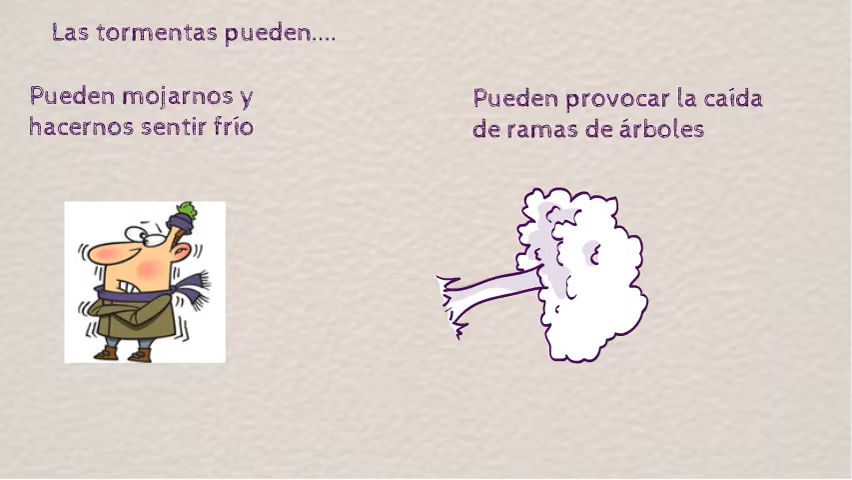 Las tormentas pueden....
Pueden mojarnos y
hacernos sentir frío
Pueden provocar la caída
de ramas de árboles